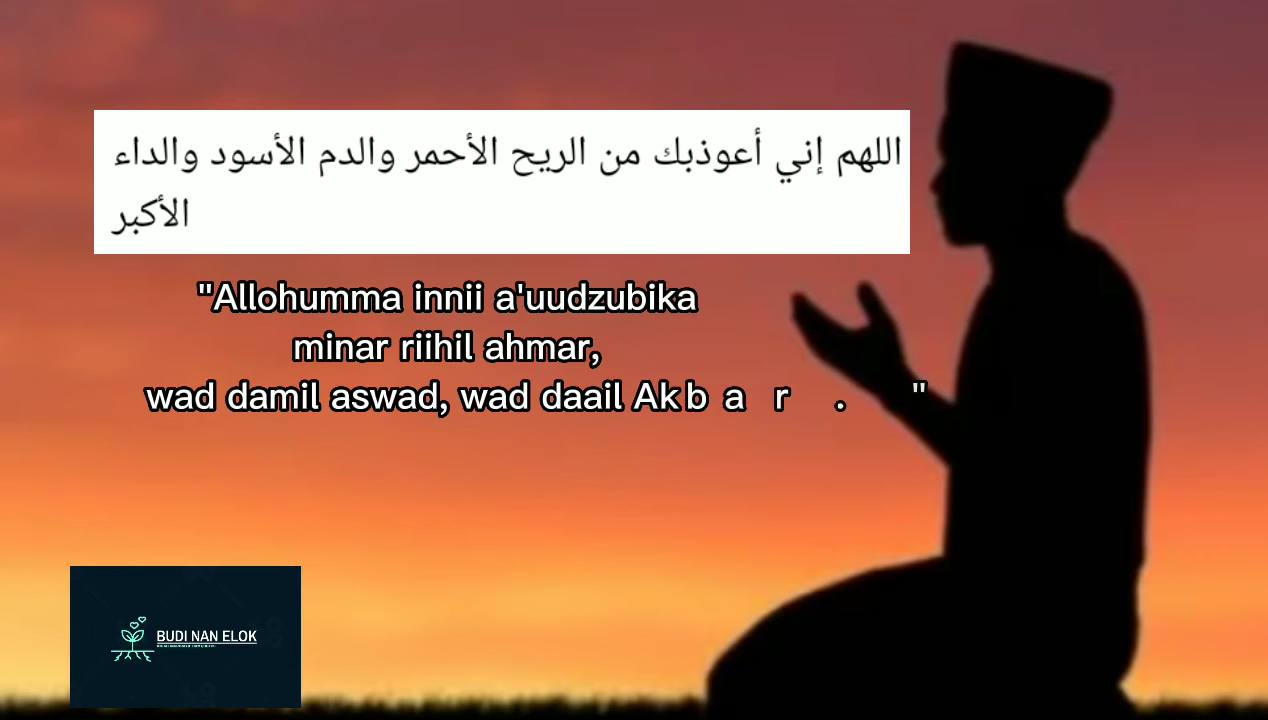 اللهم إني أعوذبك من الريح الأحمر والدم الأسود والداء
الأكبر
"Allohumma innii a'uudzubika
minar riihil ahmar,
wad damil aswad, wad daail Akbar."
BUDI NAN ELOK